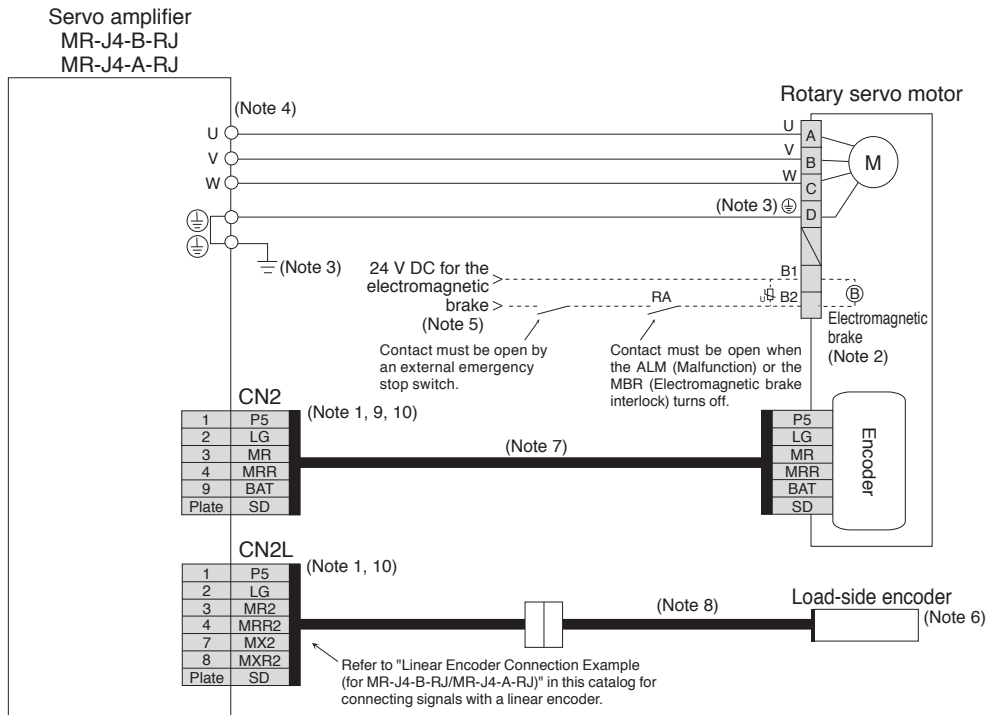 Servo amplifier
MR-J4-B-RJ
MR-J4-A-RJ
Rotary servo motor
(Note 4)
U U A
V V B M
W W C
(Note 3) D
(Note 3)
24 V DC for the
electromagnetic
brake
(Note 5)
B1
RA U B2 B
Electromagnetic
brake
(Note 2)
Contact must be open by
an external emergency
stop switch.
Contact must be open when
the ALM (Malfunction) or the
MBR (Electromagnetic brake
interlock) turns off.
CN2
(Note 1, 9, 10)
(Note 7)
1 P5 P5
2 LG LG
3 MR MR
4 MRR MRR
9 BAT BAT
Plate SD SD
Encoder
CN2L
(Note 1, 10)
1 P5
2 LG
3 MR2
4 MRR2
7 MX2
8 MXR2
Plate SD
(Note 8)
Load-side encoder
(Note 6)
Refer to "Linear Encoder Connection Example
(for MR-J4-B-RJ/MR-J4-A-RJ)" in this catalog for
connecting signals with a linear encoder.